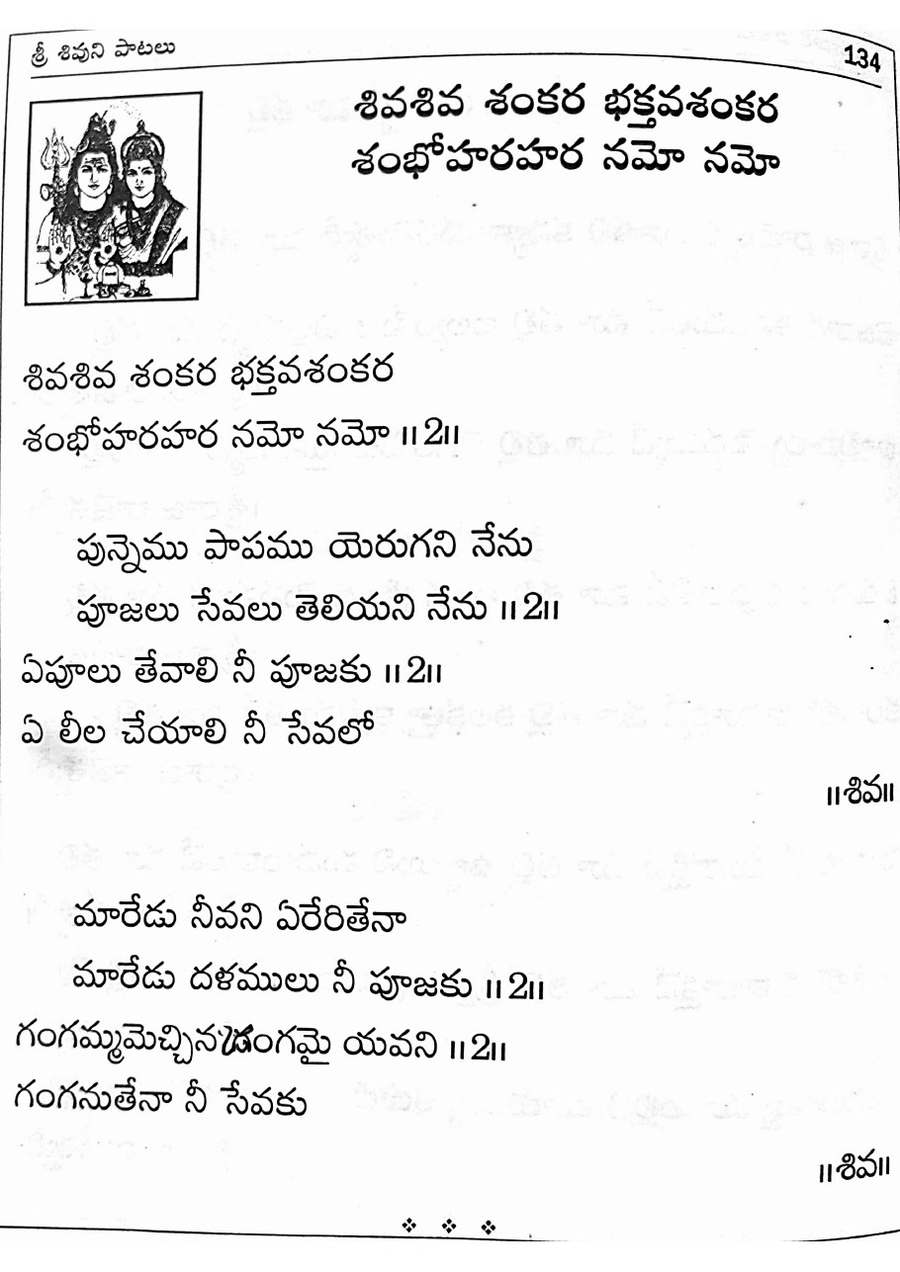 శ్రీ శివుని పాటలు
134
శివశివ శంకర భక్తవశంకర
శంభోహరహర నమో నమో
శివశివ శంకర భక్తవశంకర
శంభోహరహర నమో నమో ॥2॥
పున్నెము పాపము యెరుగని నేను
పూజలు సేవలు తెలియని నేను ॥2॥
ఏపూలు తేవాలి నీ పూజకు ॥2॥
ఏ లీల చేయాలి నీ సేవలో
॥శివ॥
మారేడు నీవని ఏరేరితేనా
మారేడు దళములు నీ పూజకు ॥2॥
గంగమ్మమెచ్చిన జంగమై యవని ॥2॥
గంగనుతేనా నీ సేవకు
॥శివ॥